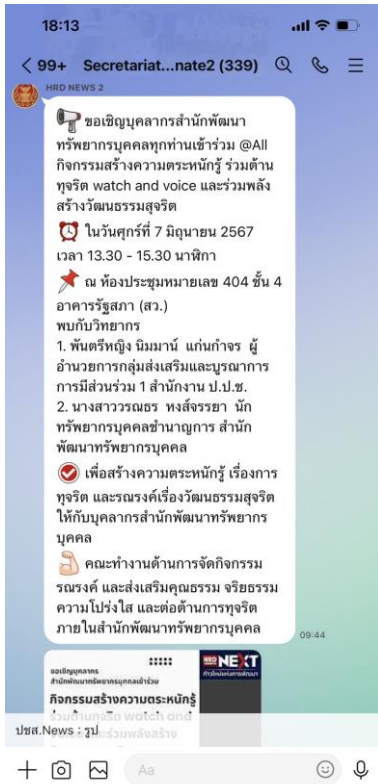 18:13
99+ Secretariat...nate2 (339)
HRD NEWS 2
ขอเชิญบุคลากรสำนักพัฒนา
ทรัพยากรบุคคลทุกท่านเข้าร่วม @All
กิจกรรมสร้างความตระหนักรู้ ร่วมต้าน
ทุจริต watch and voice และร่วมพลัง
สร้างวัฒนธรรมสุจริต
ในวันศุกร์ที่ 7 มิถุนายน 2567
เวลา 13.30 - 15.30 นาฬิกา
ณ ห้องประชุมหมายเลข 404 ชั้น 4
อาคารรัฐสภา (สว.)
พบกับวิทยากร
1. พันตรีหญิง นิมมาน์ แก่นกำจร ผู้
อำนวยการกลุ่มส่งเสริมและบูรณาการ
การมีส่วนร่วม 1 สำนักงาน ป.ป.ช.
2. นางสาววรณธร หงส์จรรยา นัก
ทรัพยากรบุคคลชำนาญการ สำนัก
พัฒนาทรัพยากรบุคคล
เพื่อสร้างความตระหนักรู้ เรื่องการ
ทุจริต และรณรงค์เรื่องวัฒนธรรมสุจริต
ให้กับบุคลากรสำนักพัฒนาทรัพยากร
บุคคล
คณะทำงานด้านการจัดกิจกรรม
รณรงค์ และส่งเสริมคุณธรรม จริยธรรม
ความโปร่งใส และต่อต้านการทุจริต
ภายในสำนักพัฒนาทรัพยากรบุคคล
09:44
HRD NEXT
ก้าวใหม่แห่งการพัฒนา
ขอเชิญบุคลากร
สำนักพัฒนาทรัพยากรบุคคลเข้าร่วม
กิจกรรมสร้างความตระหนักรู้
ร่วมต้านทุจริต watch and
ปชส.News : รูป
Aa